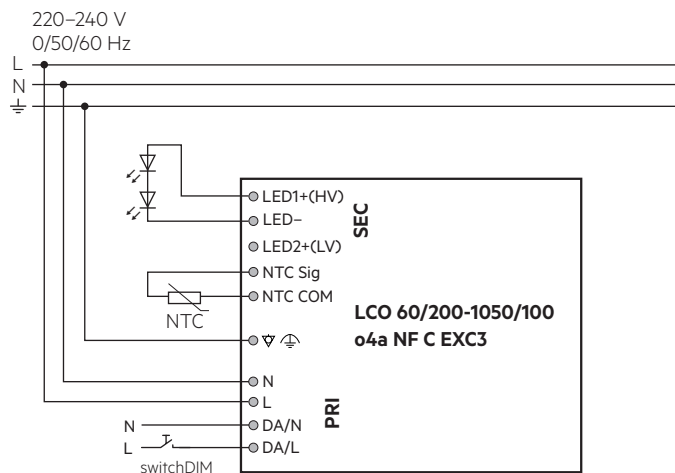 220–240 V
0/50/60 Hz
L
N
LED1+(HV)
LED–
SEC
LED2+(LV)
NTC Sig
NTC COM
NTC
LCO 60/200-1050/100
o4a NF C EXC3
N
L
PRI
N
DA/N
L
DA/L
switchDIM